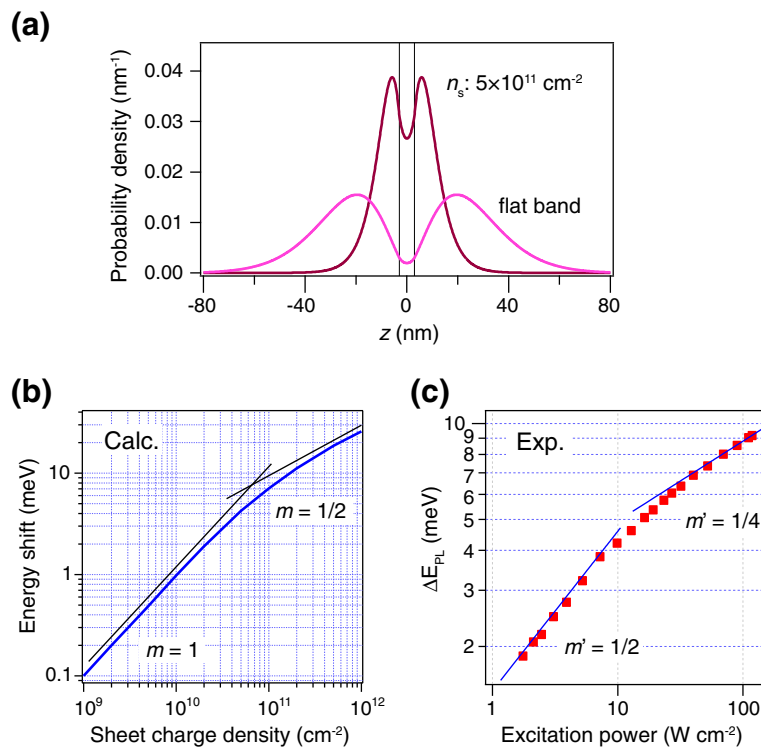 (a)
Probability density (nm⁻¹)
0.04
0.03
0.02
0.01
0.00
nₛ: 5×10¹¹ cm⁻²
flat band
-80
-40
0
40
80
z (nm)
(b)
Energy shift (meV)
10
1
0.1
Calc.
m = 1/2
m = 1
10⁹
10¹⁰
10¹¹
10¹²
Sheet charge density (cm⁻²)
(c)
ΔE_PL (meV)
10
9
8
7
6
5
4
3
2
Exp.
m' = 1/4
m' = 1/2
1
10
100
Excitation power (W cm⁻²)